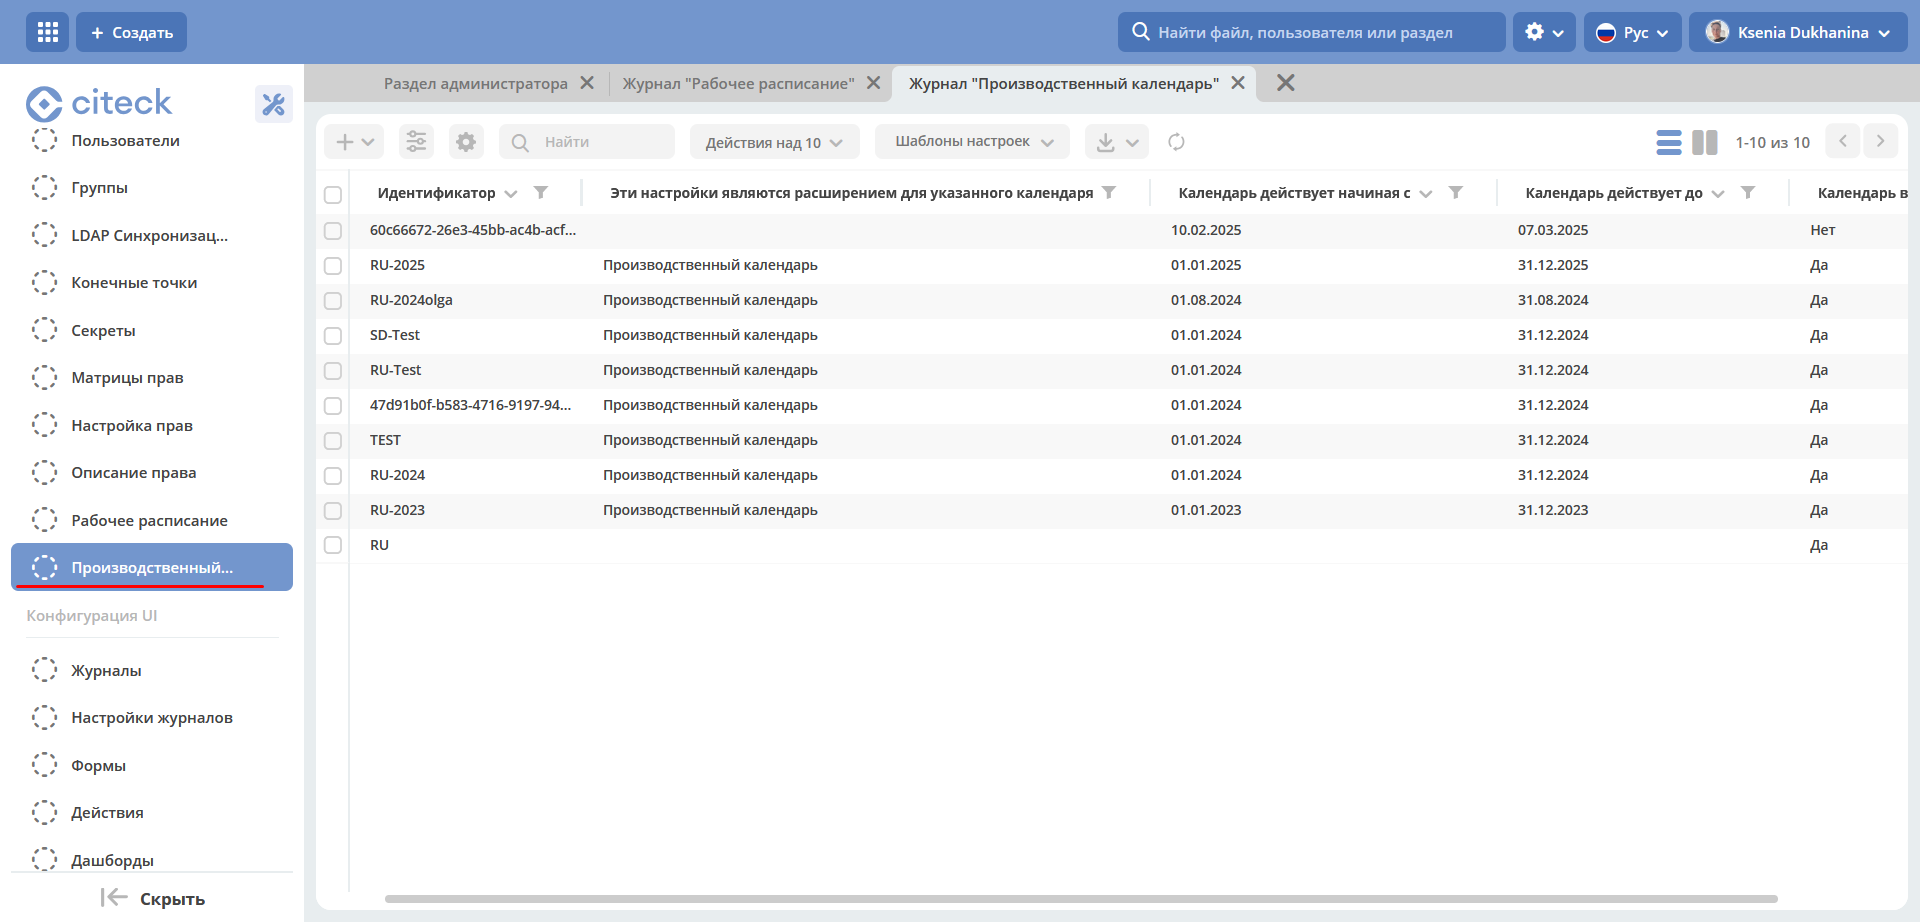 Создать
Найти файл, пользователя или раздел
Рус
Ksenia Dukhanina
citeck
Раздел администратора
Журнал "Рабочее расписание"
Журнал "Производственный календарь"
Пользователи
Группы
LDAP Синхронизац...
Конечные точки
Секреты
Матрицы прав
Настройка прав
Описание права
Рабочее расписание
Производственный...
Конфигурация UI
Журналы
Настройки журналов
Формы
Действия
Дашборды
Скрыть
Найти
Действия над 10
Шаблоны настроек
1-10 из 10
Идентификатор Эти настройки являются расширением для указанного календаря Календарь действует начиная с Календарь действует до Календарь в
60c66672-26e3-45bb-ac4b-acf... 10.02.2025 07.03.2025 Нет
RU-2025 Производственный календарь 01.01.2025 31.12.2025 Да
RU-2024olga Производственный календарь 01.08.2024 31.08.2024 Да
SD-Test Производственный календарь 01.01.2024 31.12.2024 Да
RU-Test Производственный календарь 01.01.2024 31.12.2024 Да
47d91b0f-b583-4716-9197-94... Производственный календарь 01.01.2024 31.12.2024 Да
TEST Производственный календарь 01.01.2024 31.12.2024 Да
RU-2024 Производственный календарь 01.01.2024 31.12.2024 Да
RU-2023 Производственный календарь 01.01.2023 31.12.2023 Да
RU Да